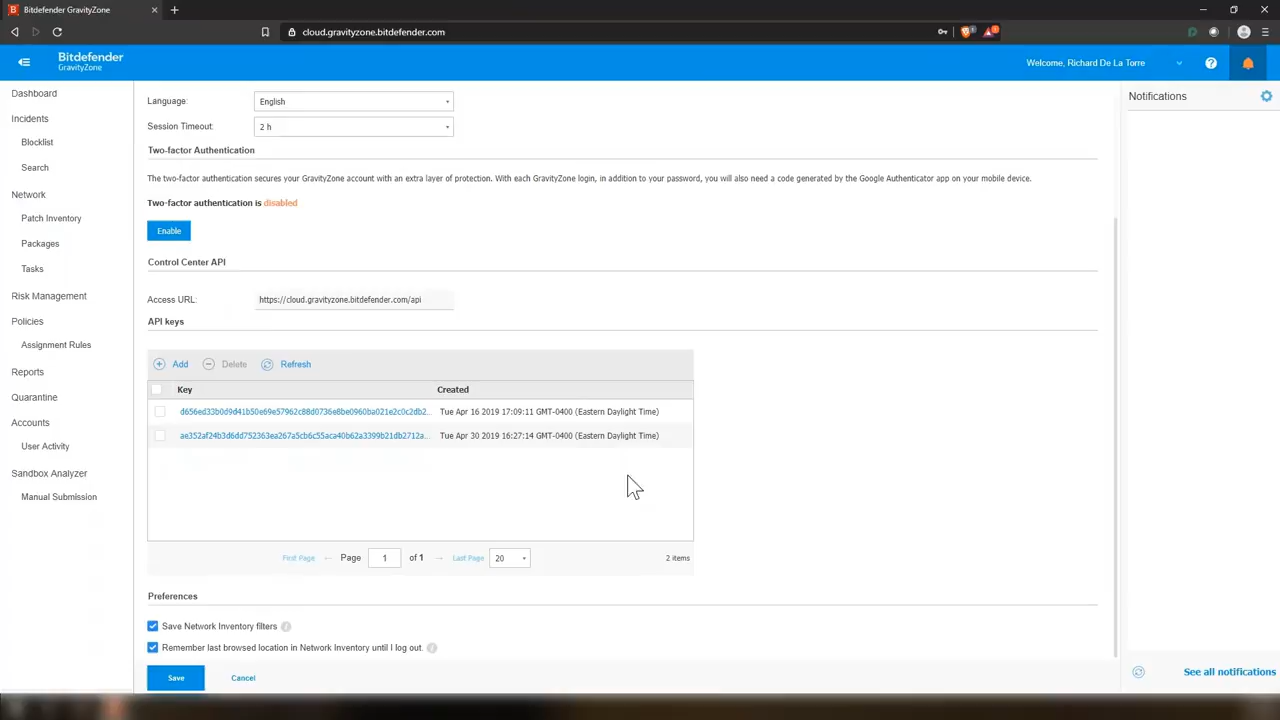 Bitdefender GravityZone
cloud.gravityzone.bitdefender.com
Bitdefender
GravityZone
Welcome, Richard De La Torre
Dashboard
Incidents
Blocklist
Search
Network
Patch Inventory
Packages
Tasks
Risk Management
Policies
Assignment Rules
Reports
Quarantine
Accounts
User Activity
Sandbox Analyzer
Manual Submission
Language:
English
Session Timeout:
2 h
Two-factor Authentication
The two-factor authentication secures your GravityZone account with an extra layer of protection. With each GravityZone login, in addition to your password, you will also need a code generated by the Google Authenticator app on your mobile device.
Two-factor authentication is disabled
Enable
Control Center API
Access URL:
https://cloud.gravityzone.bitdefender.com/api
API keys
Add Delete Refresh
Key Created
d656ed33b0d9d41b50e69e57962c88d0736e8be0960ba021e2c0c2db2... Tue Apr 16 2019 17:09:11 GMT-0400 (Eastern Daylight Time)
ae352af24b3d6dd752363ea267a5cb6c55aca40b62a3399b21db2712a... Tue Apr 30 2019 16:27:14 GMT-0400 (Eastern Daylight Time)
First Page ← Page 1 of 1 → Last Page 20 2 items
Preferences
Save Network Inventory filters
Remember last browsed location in Network Inventory until I log out.
Save Cancel
Notifications
See all notifications